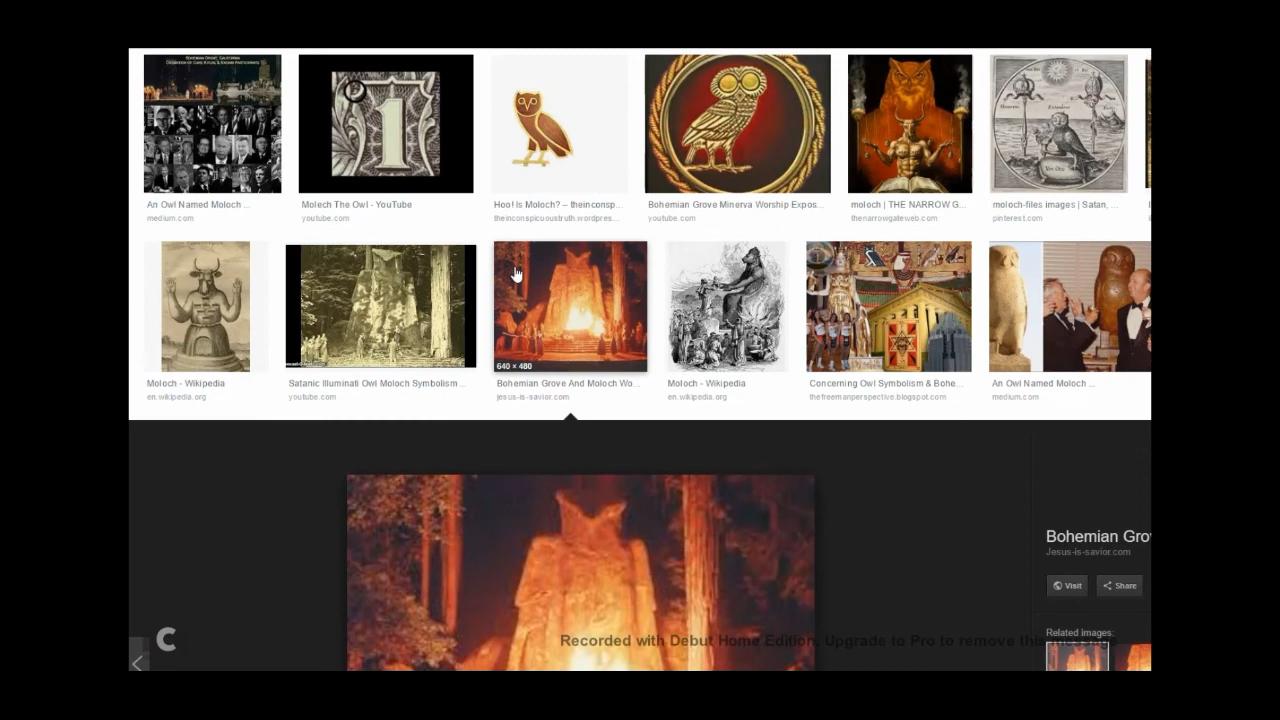 An Owl Named Moloch ...
medium.com
Molech The Owl - YouTube
youtube.com
Hoo! Is Moloch? – theinconsp...
theinconspicuoustruth.wordpres...
Bohemian Grove Minerva Worship Expos...
youtube.com
moloch | THE NARROW G...
thenarrowgateweb.com
moloch-files images | Satan, ...
pinterest.com
640 × 480
Moloch - Wikipedia
en.wikipedia.org
Satanic Illuminati Owl Moloch Symbolism...
youtube.com
Bohemian Grove And Moloch Wo...
jesus-is-savior.com
Moloch - Wikipedia
en.wikipedia.org
Concerning Owl Symbolism & Bohe...
thefreemanperspective.blogspot.com
An Owl Named Moloch ...
medium.com
Bohemian Gro
Jesus-is-savior.com
Visit
Share
Related images:
C
Recorded with Debut Home Edition. Upgrade to Pro to remove this